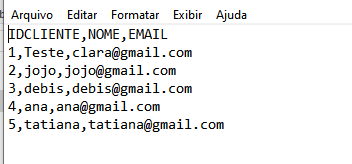 Arquivo Editar Formatar Exibir Ajuda
IDCLIENTE,NOME,EMAIL
1,Teste,clara@gmail.com
2,jojo,jojo@gmail.com
3,debis,debis@gmail.com
4,ana,ana@gmail.com
5,tatiana,tatiana@gmail.com